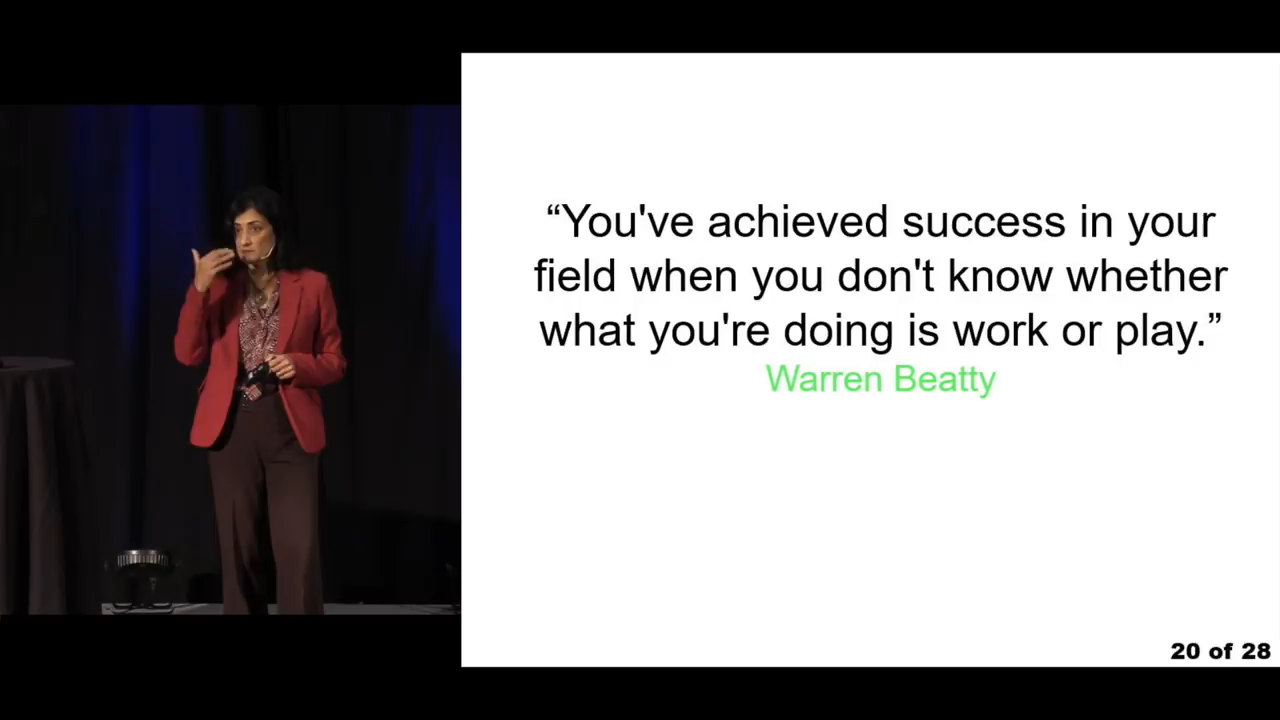 “You've achieved success in your
field when you don't know whether
what you're doing is work or play.”
Warren Beatty
20 of 28